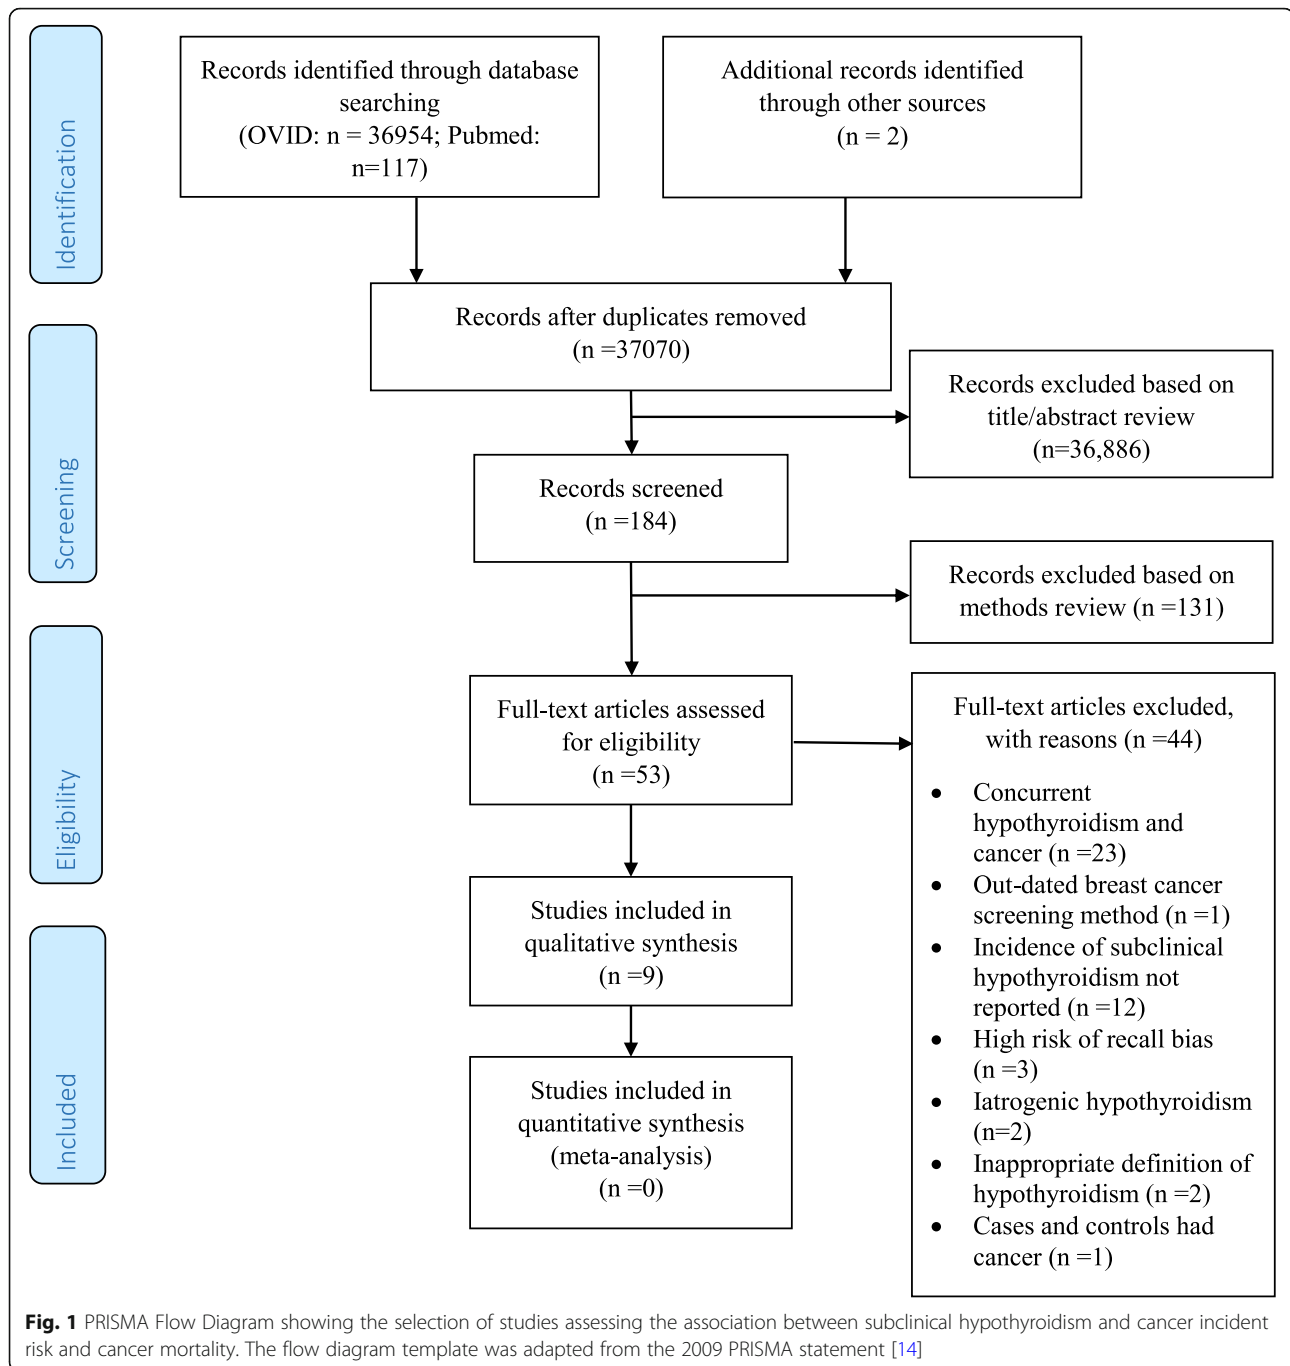 Identification
Records identified through database
searching
(OVID: n = 36954; Pubmed:
n=117)
Additional records identified
through other sources
(n = 2)
Records after duplicates removed
(n =37070)
Screening
Records excluded based on
title/abstract review
(n=36,886)
Records screened
(n =184)
Records excluded based on
methods review (n =131)
Eligibility
Full-text articles assessed
for eligibility
(n =53)
Full-text articles excluded,
with reasons (n =44)
• Concurrent
hypothyroidism and
cancer (n =23)
• Out-dated breast cancer
screening method (n =1)
• Incidence of subclinical
hypothyroidism not
reported (n =12)
• High risk of recall bias
(n =3)
• Iatrogenic hypothyroidism
(n=2)
• Inappropriate definition of
hypothyroidism (n =2)
• Cases and controls had
cancer (n =1)
Studies included in
qualitative synthesis
(n =9)
Included
Studies included in
quantitative synthesis
(meta-analysis)
(n =0)
Fig. 1 PRISMA Flow Diagram showing the selection of studies assessing the association between subclinical hypothyroidism and cancer incident
risk and cancer mortality. The flow diagram template was adapted from the 2009 PRISMA statement [14]